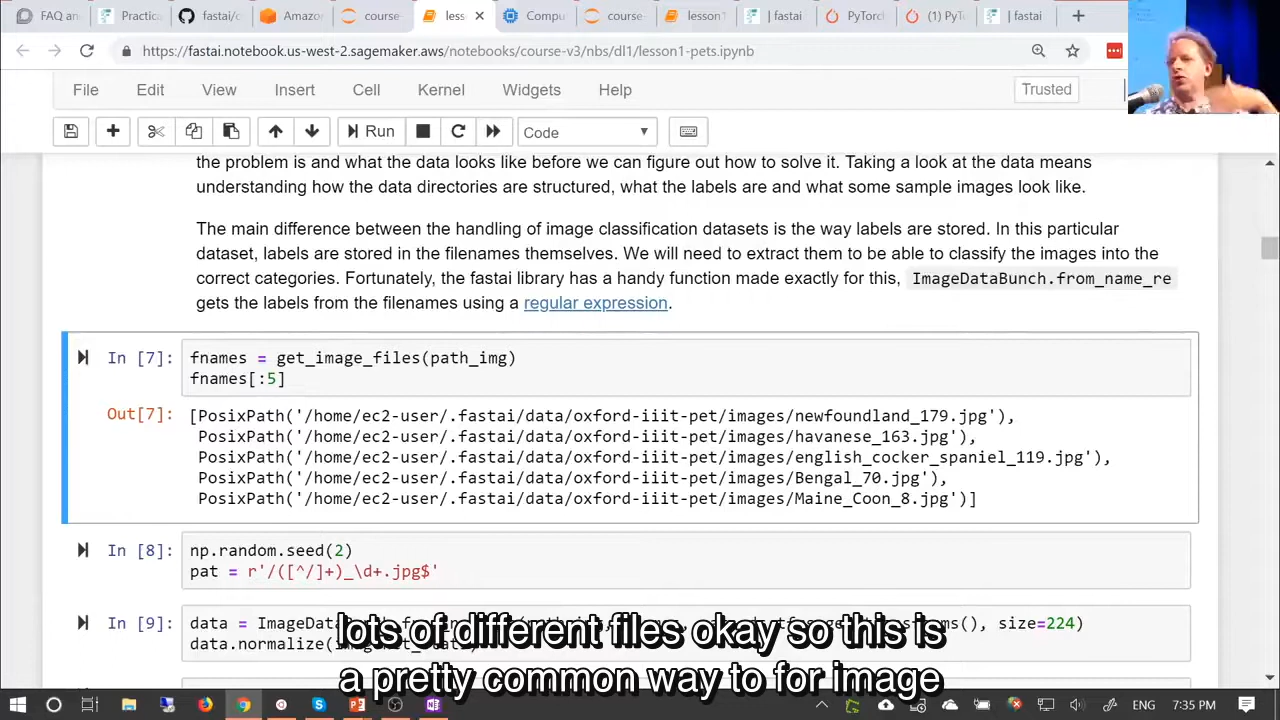 FAQ an
Practica
fastai/c
Amazor
course-
less
Compu
course-
lesson1
| fastai
PyTo
(1) PyTo
| fastai
https://fastai.notebook.us-west-2.sagemaker.aws/notebooks/course-v3/nbs/dl1/lesson1-pets.ipynb
File Edit View Insert Cell Kernel Widgets Help
Trusted
Run
Code
the problem is and what the data looks like before we can figure out how to solve it. Taking a look at the data means
understanding how the data directories are structured, what the labels are and what some sample images look like.
The main difference between the handling of image classification datasets is the way labels are stored. In this particular
dataset, labels are stored in the filenames themselves. We will need to extract them to be able to classify the images into the
correct categories. Fortunately, the fastai library has a handy function made exactly for this, ImageDataBunch.from_name_re
gets the labels from the filenames using a regular expression.
In [7]: fnames = get_image_files(path_img)
fnames[:5]
Out[7]: [PosixPath('/home/ec2-user/.fastai/data/oxford-iiit-pet/images/newfoundland_179.jpg'),
PosixPath('/home/ec2-user/.fastai/data/oxford-iiit-pet/images/havanese_163.jpg'),
PosixPath('/home/ec2-user/.fastai/data/oxford-iiit-pet/images/english_cocker_spaniel_119.jpg'),
PosixPath('/home/ec2-user/.fastai/data/oxford-iiit-pet/images/Bengal_70.jpg'),
PosixPath('/home/ec2-user/.fastai/data/oxford-iiit-pet/images/Maine_Coon_8.jpg')]
In [8]: np.random.seed(2)
pat = r'/([^/]+)_\d+.jpg$'
In [9]: data = ImageDat size=224)
data.normalize(
lots of different files okay so this is
a pretty common way to for image
ENG 7:35 PM